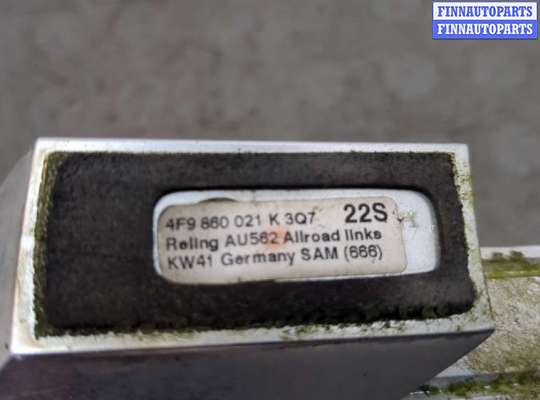 FINNAUTOPARTS
FINNAUTOPARTS
4F9 860 021 K 3Q7 22S
Reling AU562 Allroad links
KW41 Germany SAM (666)